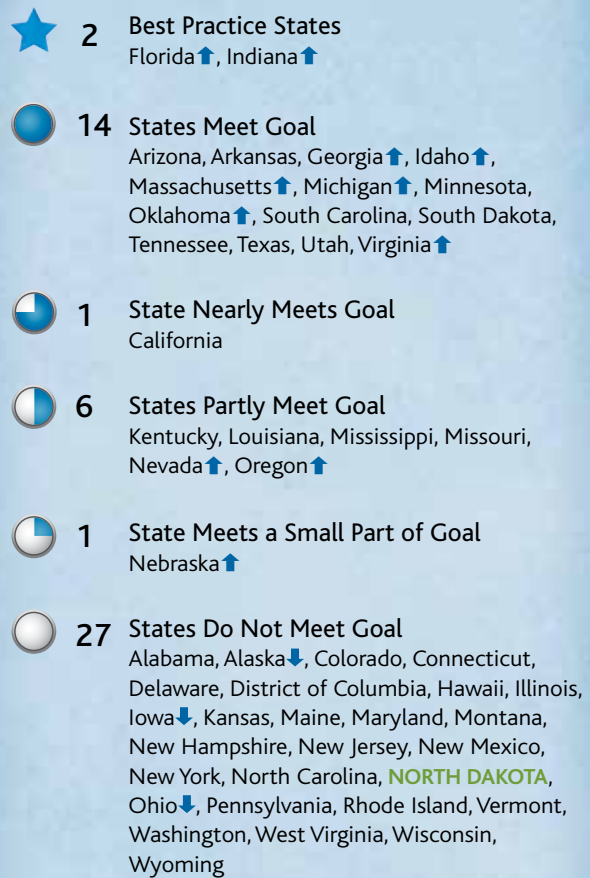 2 Best Practice States
Florida⬆, Indiana⬆
14 States Meet Goal
Arizona, Arkansas, Georgia⬆, Idaho⬆,
Massachusetts⬆, Michigan⬆, Minnesota,
Oklahoma⬆, South Carolina, South Dakota,
Tennessee, Texas, Utah, Virginia⬆
1 State Nearly Meets Goal
California
6 States Partly Meet Goal
Kentucky, Louisiana, Mississippi, Missouri,
Nevada⬆, Oregon⬆
1 State Meets a Small Part of Goal
Nebraska⬆
27 States Do Not Meet Goal
Alabama, Alaska⬇, Colorado, Connecticut,
Delaware, District of Columbia, Hawaii, Illinois,
Iowa⬇, Kansas, Maine, Maryland, Montana,
New Hampshire, New Jersey, New Mexico,
New York, North Carolina, NORTH DAKOTA,
Ohio⬇, Pennsylvania, Rhode Island, Vermont,
Washington, West Virginia, Wisconsin,
Wyoming